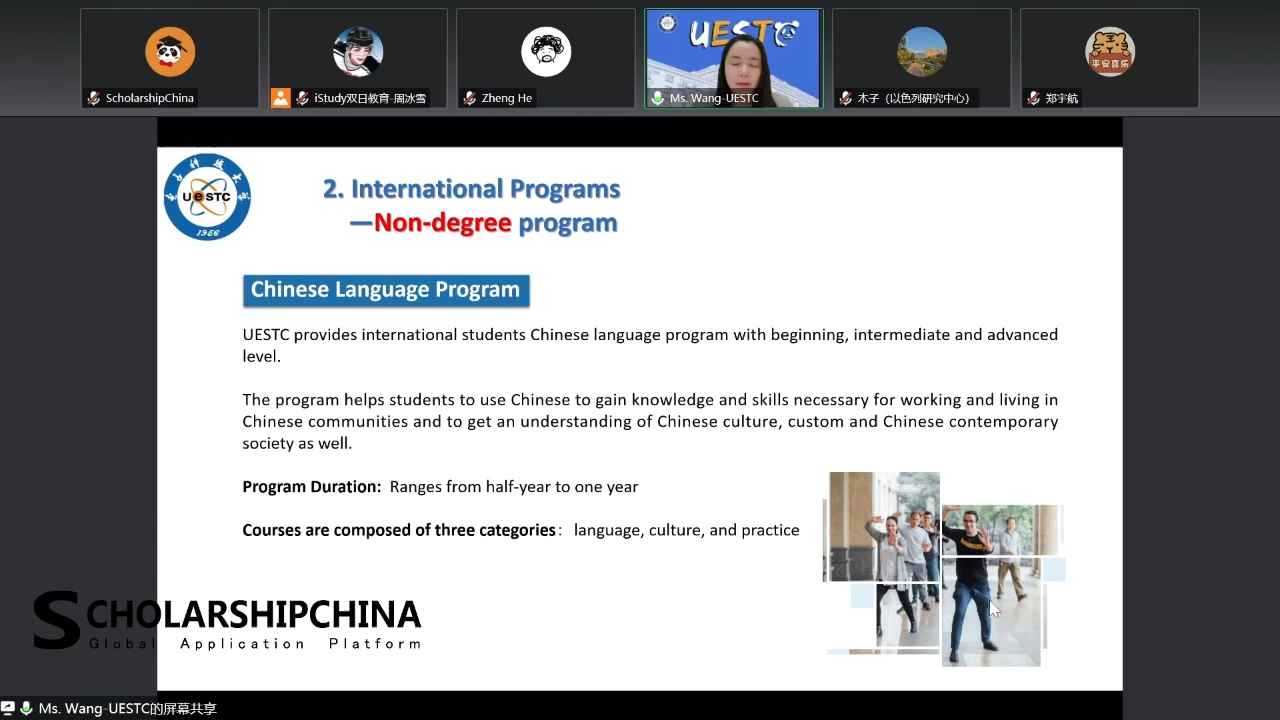 UESTC
ScholarshipChina
iStudy双日教育-周冰雪
Zheng He
Ms. Wang-UESTC
木子（以色列研究中心）
平安喜乐
郑宇航
UESTC
1956
2. International Programs
—Non-degree program
Chinese Language Program
UESTC provides international students Chinese language program with beginning, intermediate and advanced
level.
The program helps students to use Chinese to gain knowledge and skills necessary for working and living in
Chinese communities and to get an understanding of Chinese culture, custom and Chinese contemporary
society as well.
Program Duration: Ranges from half-year to one year
Courses are composed of three categories： language, culture, and practice
SCHOLARSHIPCHINA
Global Application Platform
Ms. Wang-UESTC的屏幕共享